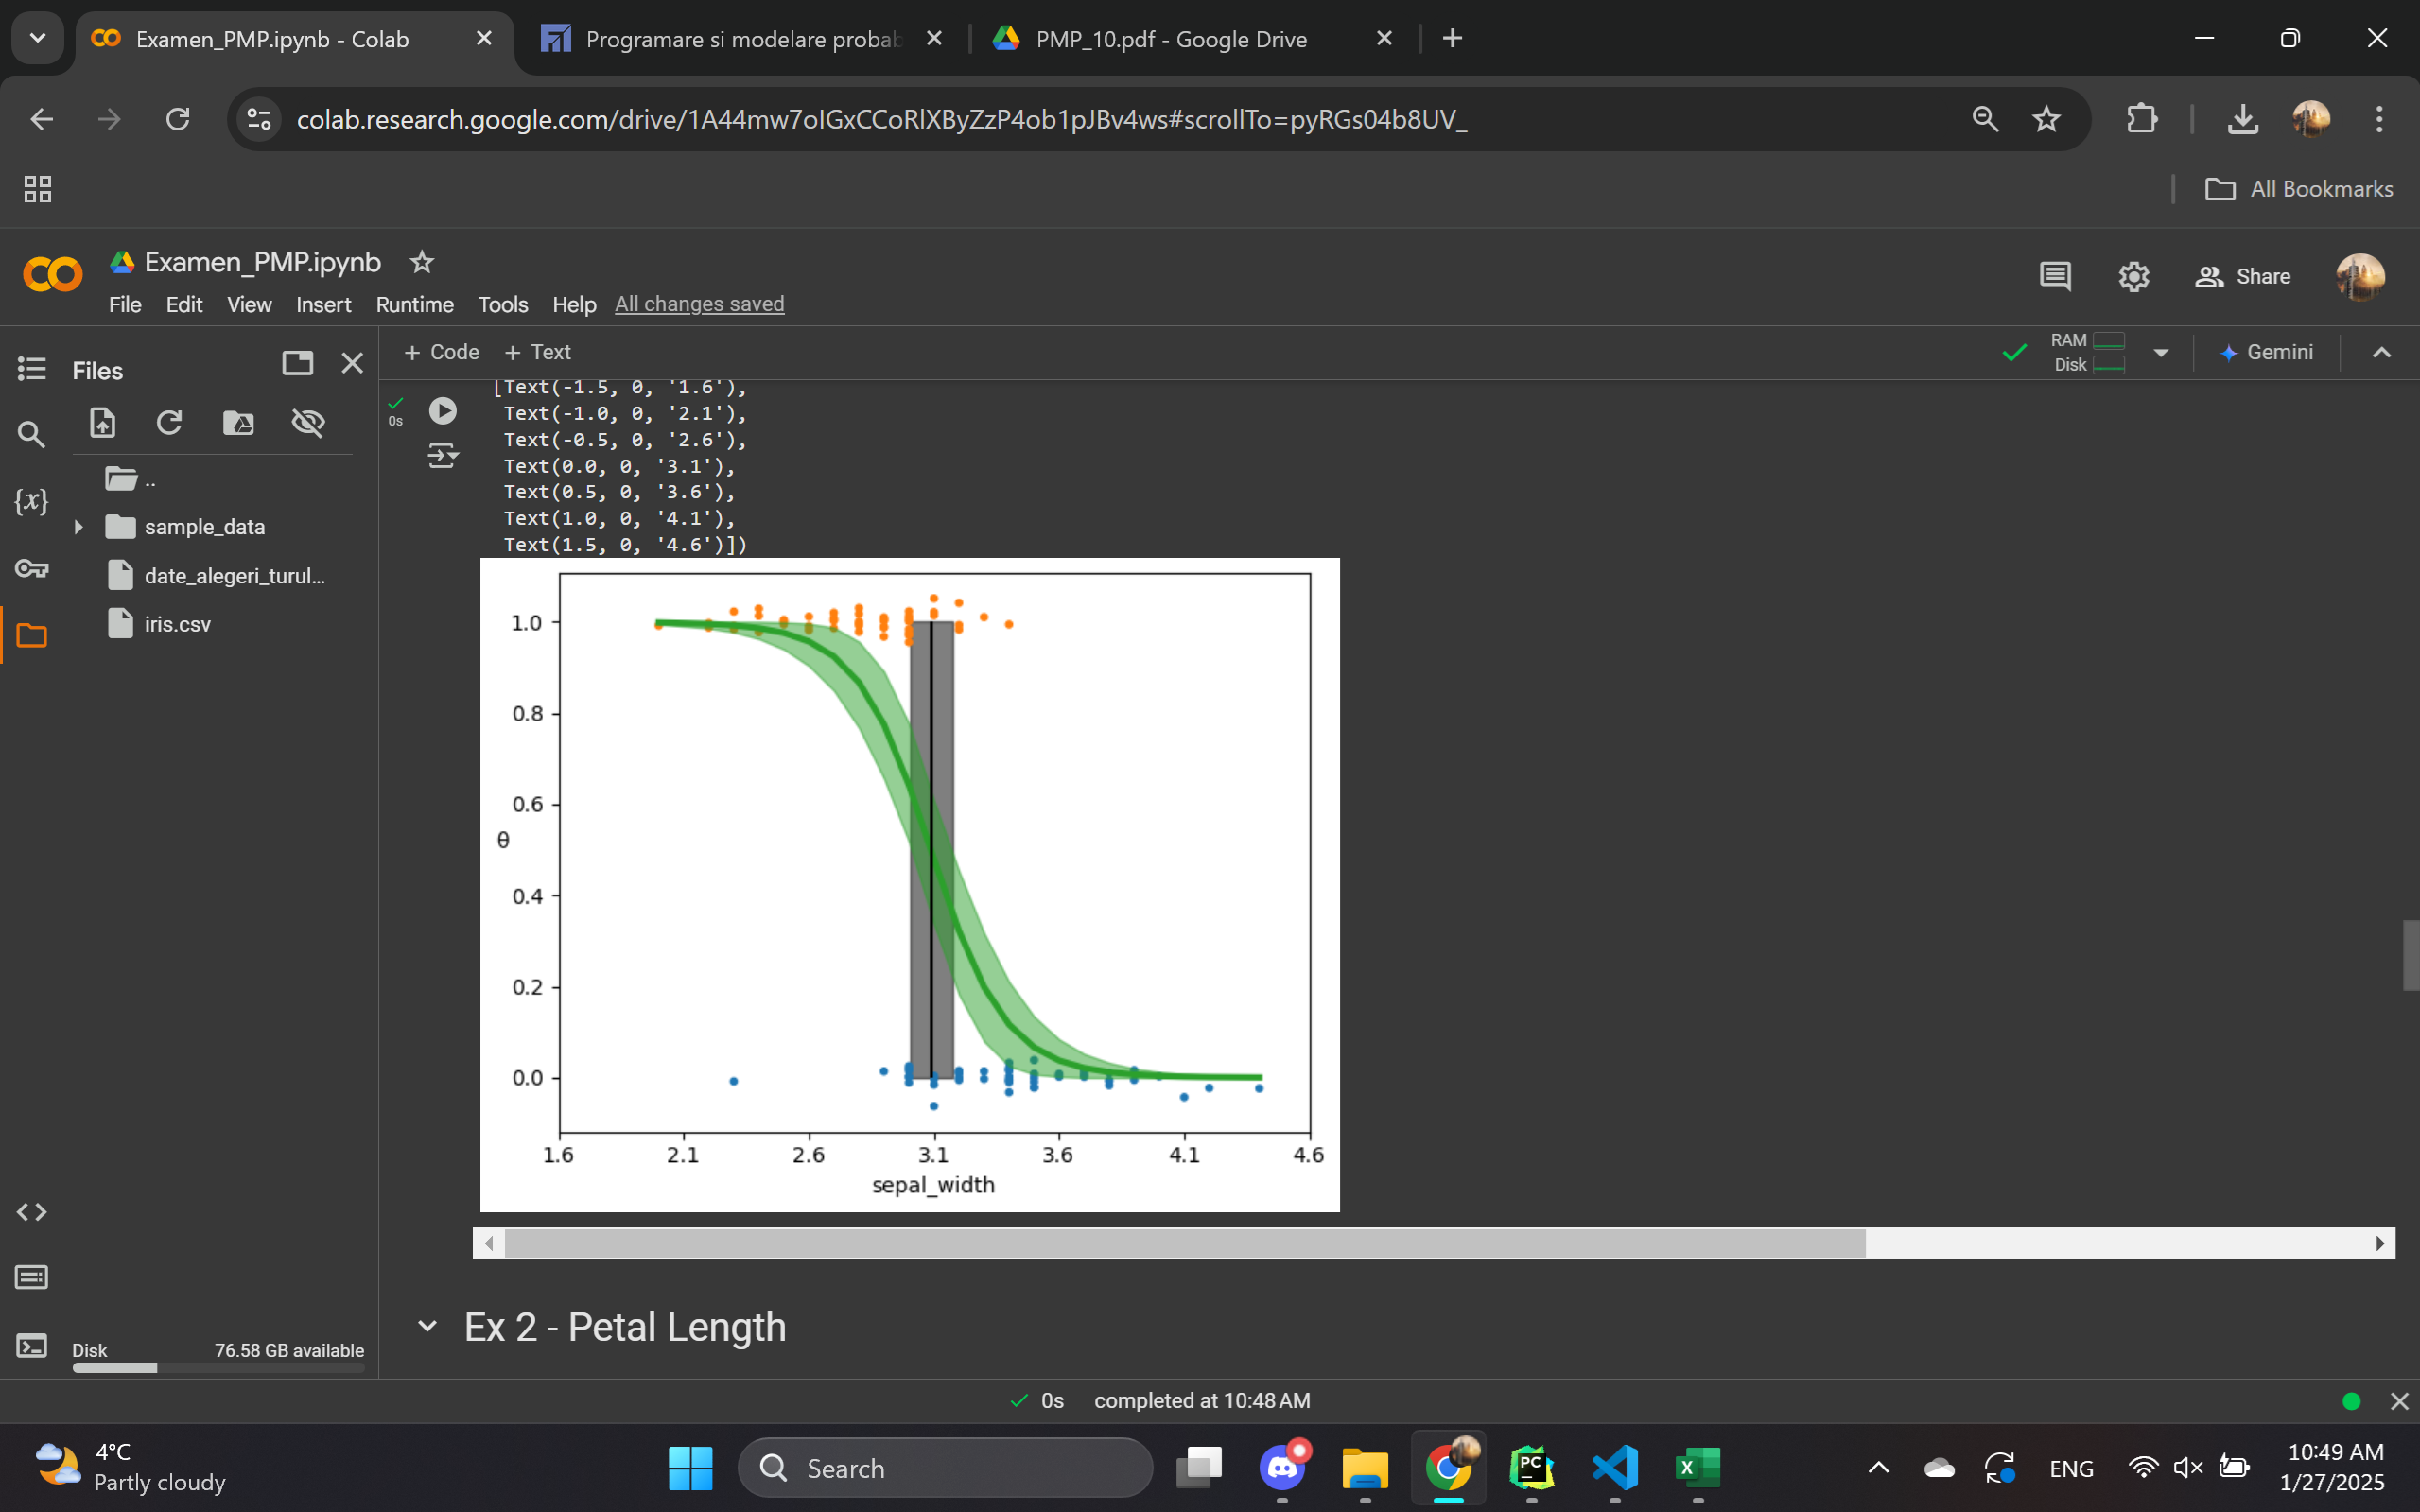 Examen_PMP.ipynb - Colab
Programare si modelare probab
PMP_10.pdf - Google Drive
colab.research.google.com/drive/1A44mw7oIGxCCoRlXByZzP4ob1pJBv4ws#scrollTo=pyRGs04b8UV_
All Bookmarks
Examen_PMP.ipynb
File Edit View Insert Runtime Tools Help All changes saved
Share
Files
+ Code + Text
RAM
Disk
Gemini
0s
[Text(-1.5, 0, '1.6'),
Text(-1.0, 0, '2.1'),
Text(-0.5, 0, '2.6'),
Text(0.0, 0, '3.1'),
Text(0.5, 0, '3.6'),
Text(1.0, 0, '4.1'),
Text(1.5, 0, '4.6')])
..
sample_data
date_alegeri_turul...
iris.csv
{x}
1.0
0.8
0.6
θ
0.4
0.2
0.0
1.6 2.1 2.6 3.1 3.6 4.1 4.6
sepal_width
Ex 2 - Petal Length
Disk 76.58 GB available
0s completed at 10:48 AM
4°C
Partly cloudy
Search
PC
X
ENG
10:49 AM
1/27/2025